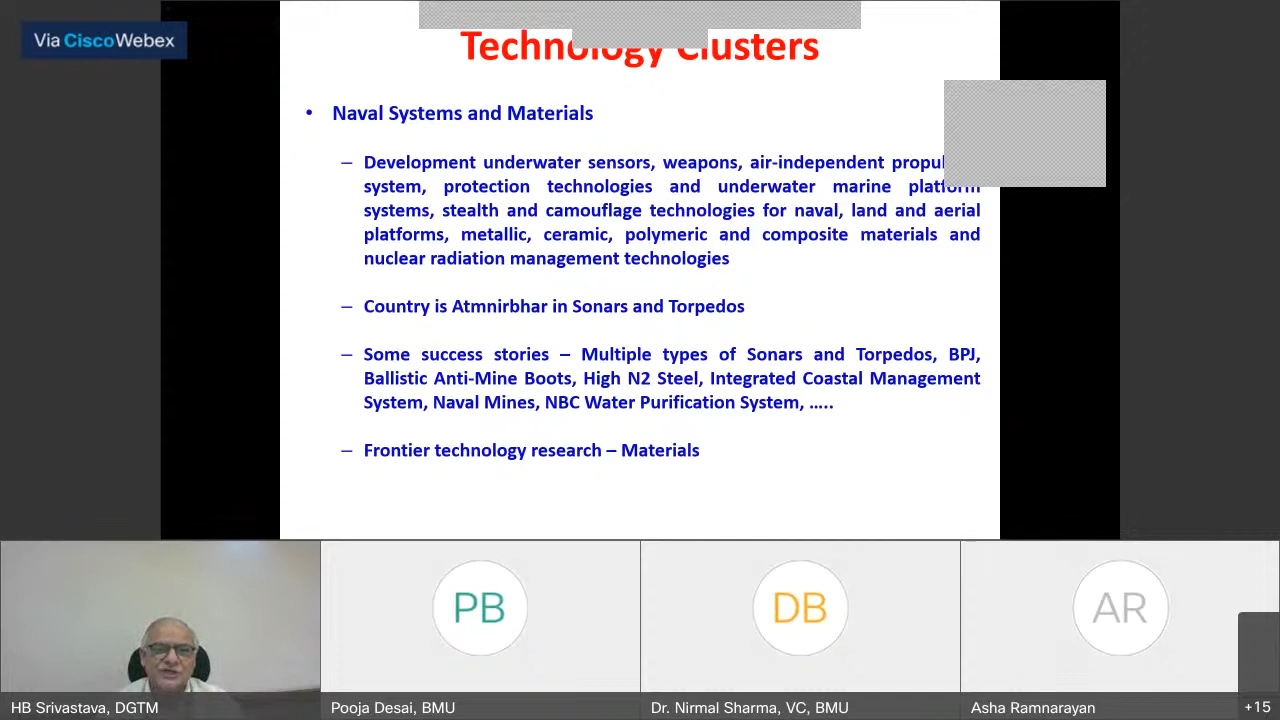 Via Cisco Webex
Technology Clusters
• Naval Systems and Materials
– Development underwater sensors, weapons, air-independent
system, protection technologies and underwater marine platform
systems, stealth and camouflage technologies for naval, land and aerial
platforms, metallic, ceramic, polymeric and composite materials and
nuclear radiation management technologies
– Country is Atmnirbhar in Sonars and Torpedos
– Some success stories – Multiple types of Sonars and Torpedos, BPJ,
Ballistic Anti-Mine Boots, High N2 Steel, Integrated Coastal Management
System, Naval Mines, NBC Water Purification System, …..
– Frontier technology research – Materials
PB
DB
AR
HB Srivastava, DGTM
Pooja Desai, BMU
Dr. Nirmal Sharma, VC, BMU
Asha Ramnarayan
+15